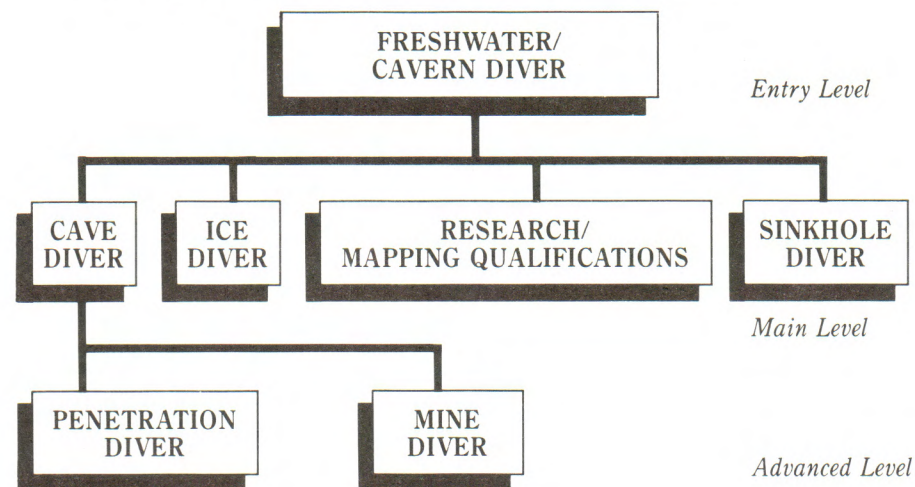 FRESHWATER/
CAVERN DIVER
Entry Level
CAVE
DIVER
ICE
DIVER
RESEARCH/
MAPPING QUALIFICATIONS
SINKHOLE
DIVER
Main Level
PENETRATION
DIVER
MINE
DIVER
Advanced Level